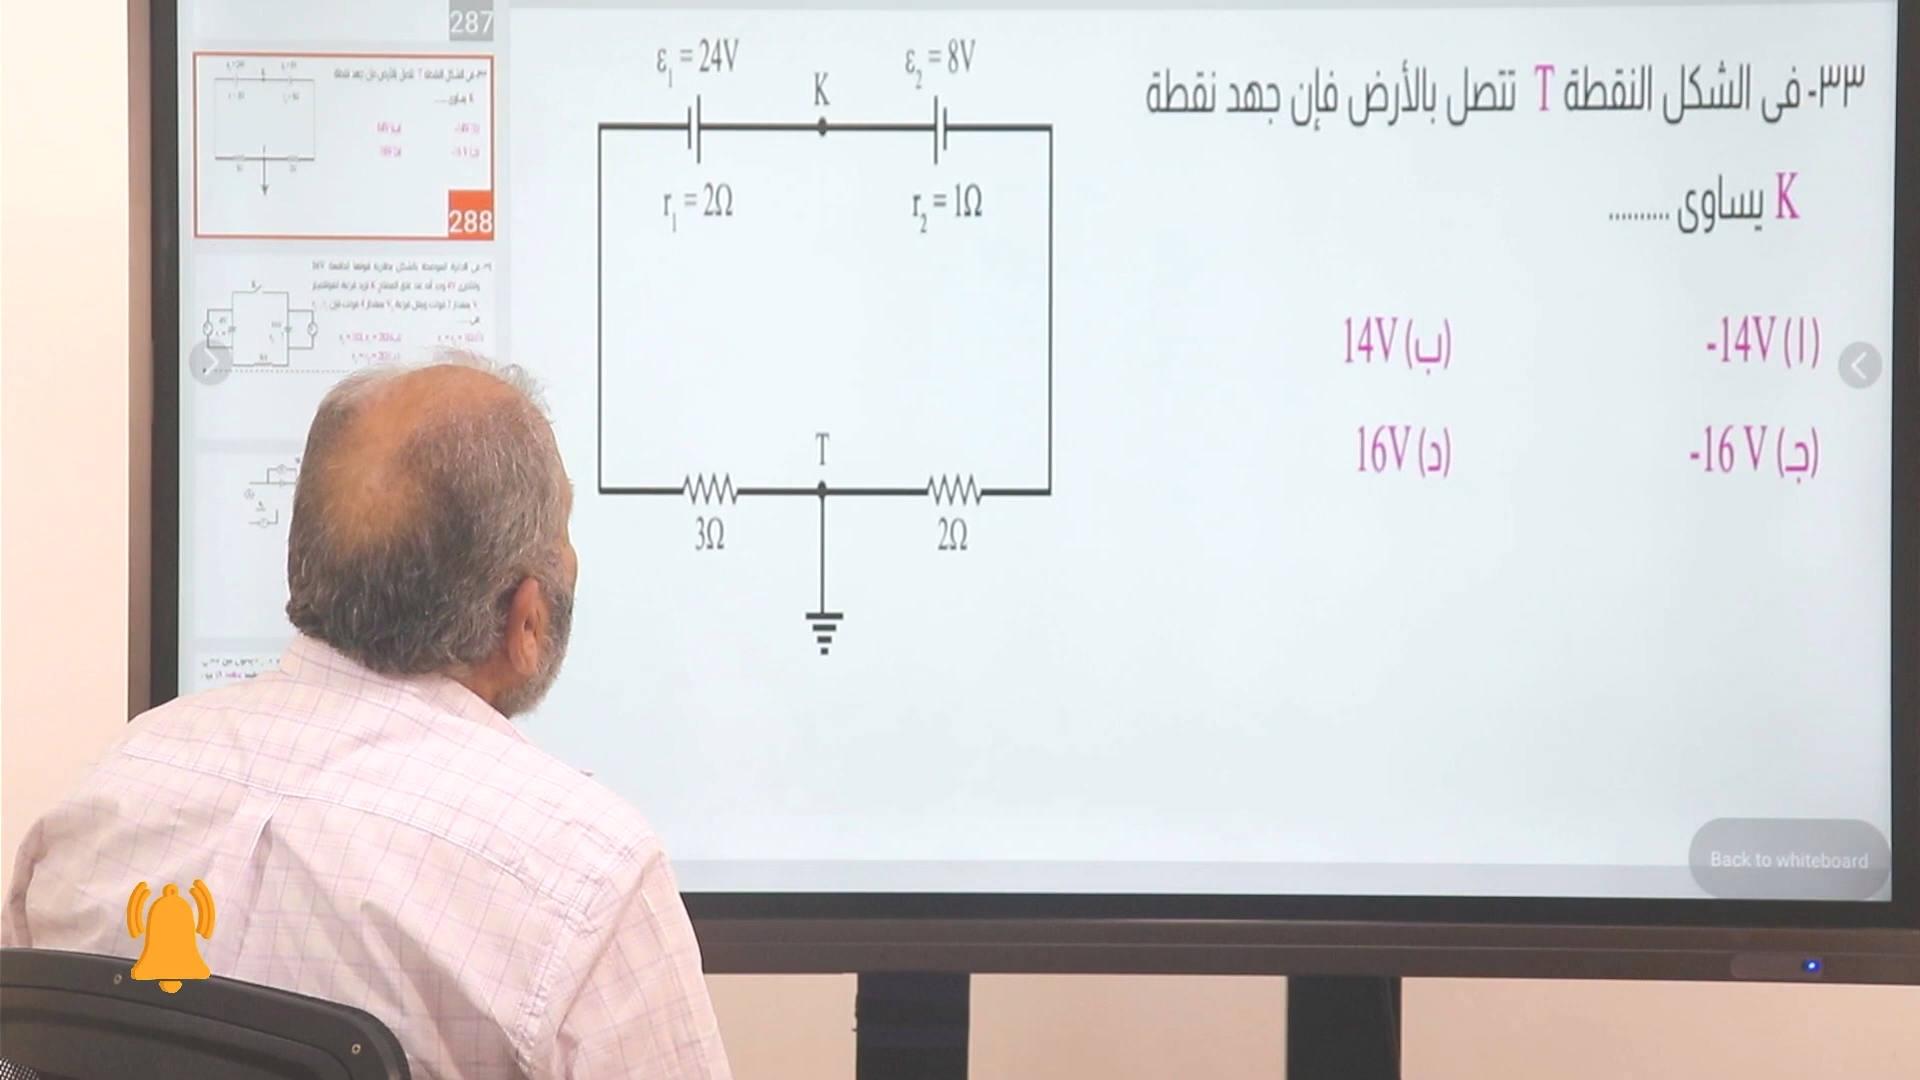 287
288
ε₁ = 24V
ε₂ = 8V
K
r₁ = 2Ω
r₂ = 1Ω
T
3Ω
2Ω
٣٣- فى الشكل النقطة T تتصل بالأرض فإن جهد نقطة
K يساوى ..........
(ا) -14V
(ب) 14V
(جـ) -16 V
(د) 16V
Back to whiteboard